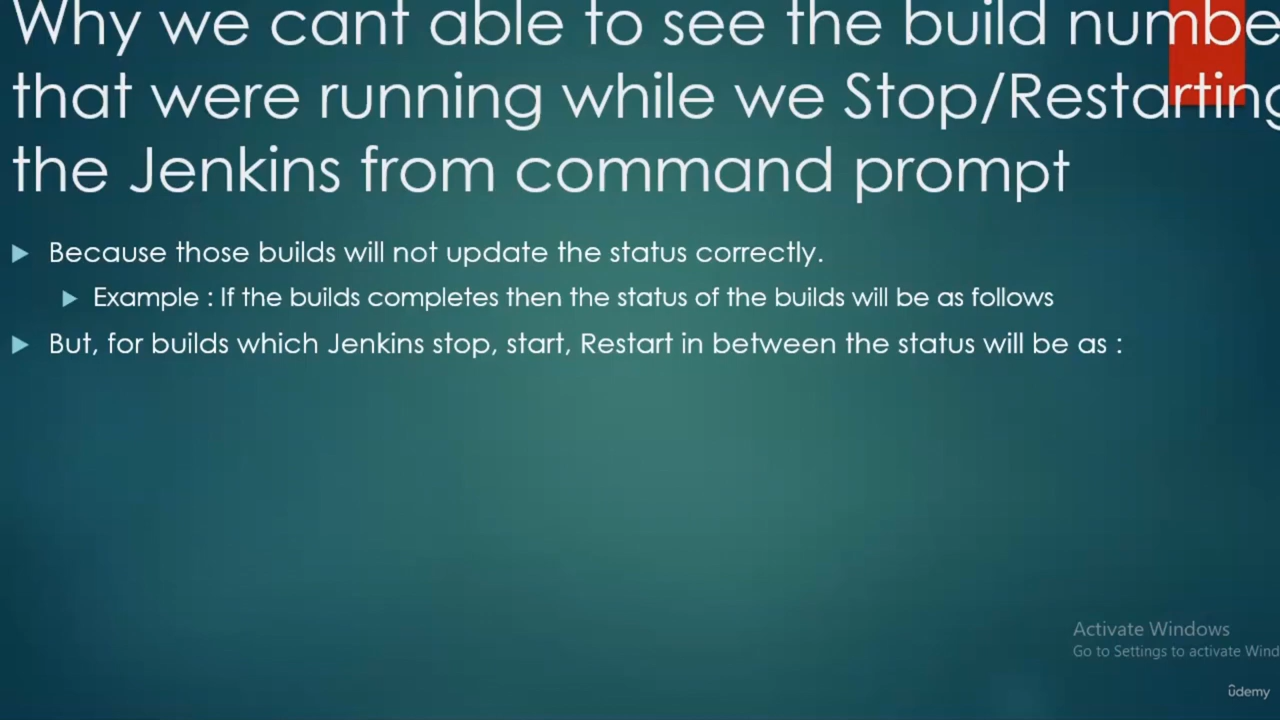 Why we cant able to see the build numbe
that were running while we Stop/Restarting
the Jenkins from command prompt
Because those builds will not update the status correctly.
Example : If the builds completes then the status of the builds will be as follows
But, for builds which Jenkins stop, start, Restart in between the status will be as :
Activate Windows
Go to Settings to activate Wind
ûdemy